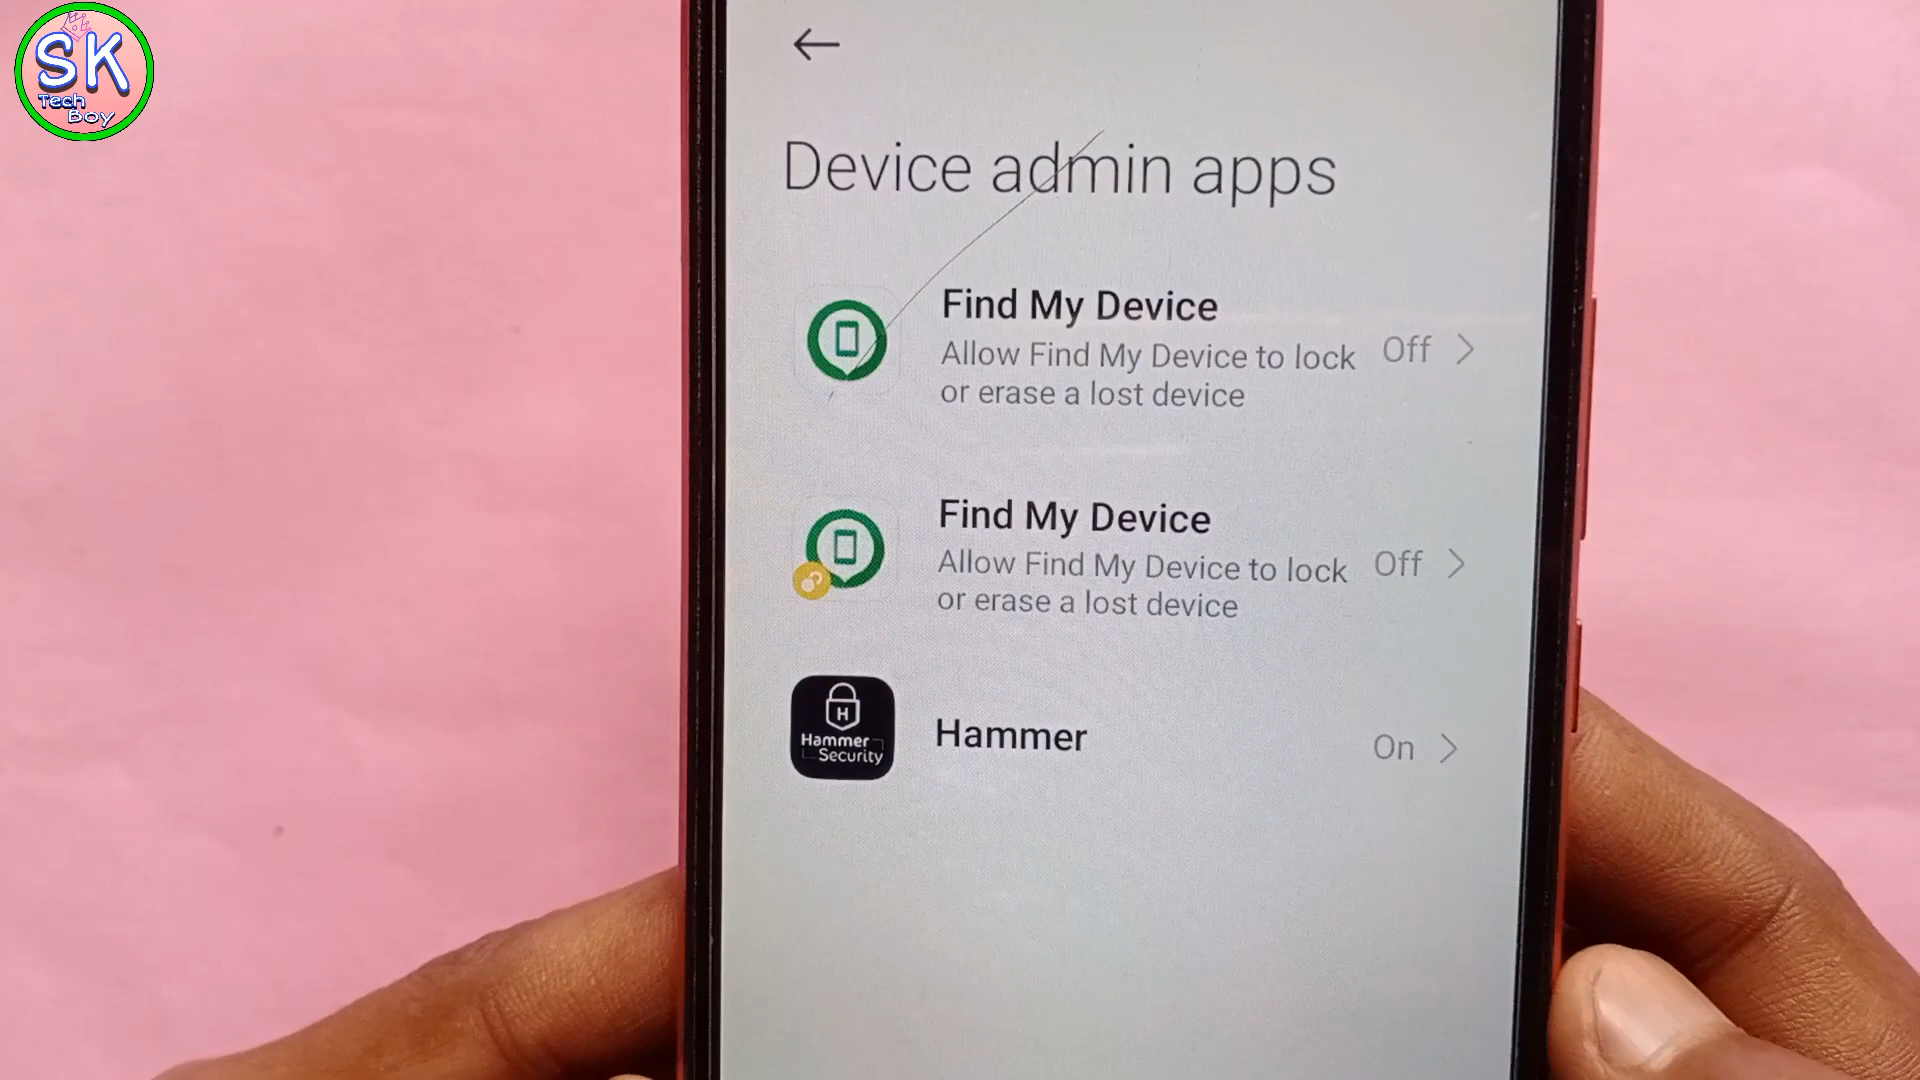 SK
Tech
Boy
Device admin apps
Find My Device
Allow Find My Device to lock
or erase a lost device
Off
Find My Device
Allow Find My Device to lock
or erase a lost device
Off
H
Hammer
Security
Hammer
On